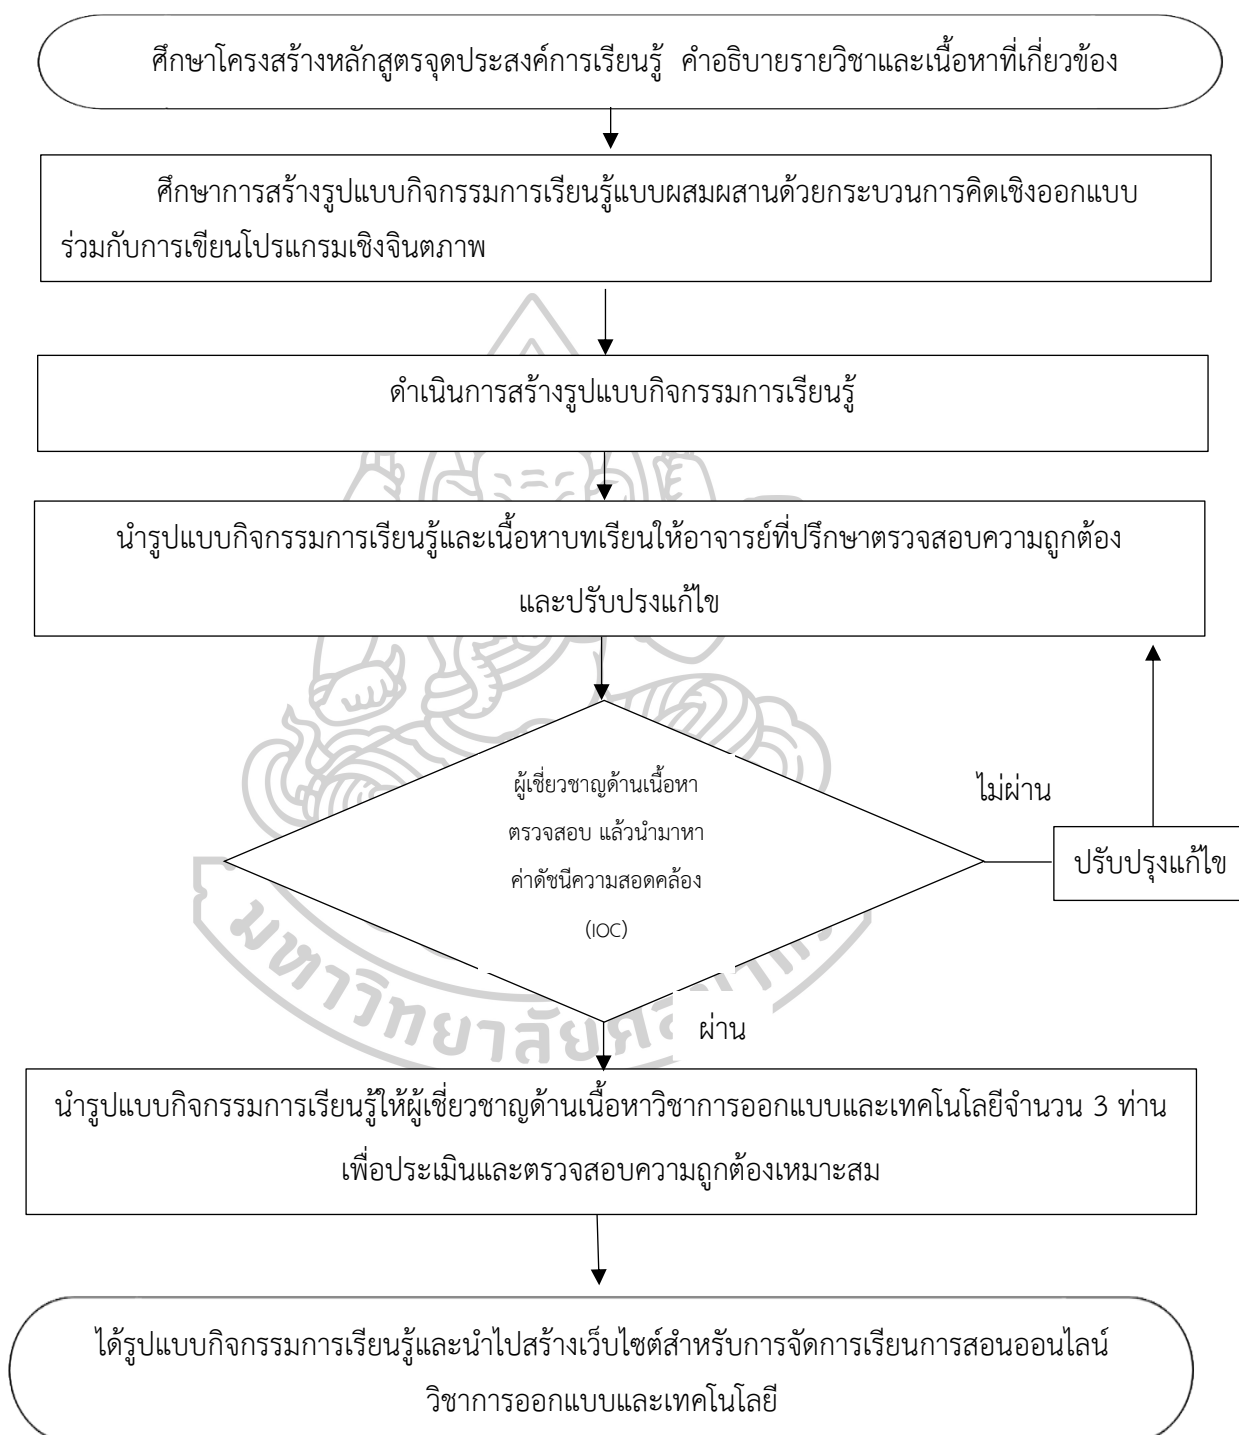 ศึกษาโครงสร้างหลักสูตรจุดประสงค์การเรียนรู้  คำอธิบายรายวิชาและเนื้อหาที่เกี่ยวข้อง
ศึกษาการสร้างรูปแบบกิจกรรมการเรียนรู้แบบผสมผสานด้วยกระบวนการคิดเชิงออกแบบ
ร่วมกับการเขียนโปรแกรมเชิงจินตภาพ
ดำเนินการสร้างรูปแบบกิจกรรมการเรียนรู้
นำรูปแบบกิจกรรมการเรียนรู้และเนื้อหาบทเรียนให้อาจารย์ที่ปรึกษาตรวจสอบความถูกต้อง
และปรับปรงแก้ไข
ผู้เชี่ยวชาญด้านเนื้อหา
ตรวจสอบ แล้วนำมาหา
ค่าดัชนีความสอดคล้อง
(IOC)
ไม่ผ่าน
ปรับปรุงแก้ไข
มหาวิทยาลัย
ผ่าน
นำรูปแบบกิจกรรมการเรียนรู้ให้ผู้เชี่ยวชาญด้านเนื้อหาวิชาการออกแบบและเทคโนโลยีจำนวน 3 ท่าน
เพื่อประเมินและตรวจสอบความถูกต้องเหมาะสม
ได้รูปแบบกิจกรรมการเรียนรู้และนำไปสร้างเว็บไซต์สำหรับการจัดการเรียนการสอนออนไลน์
วิชาการออกแบบและเทคโนโลยี